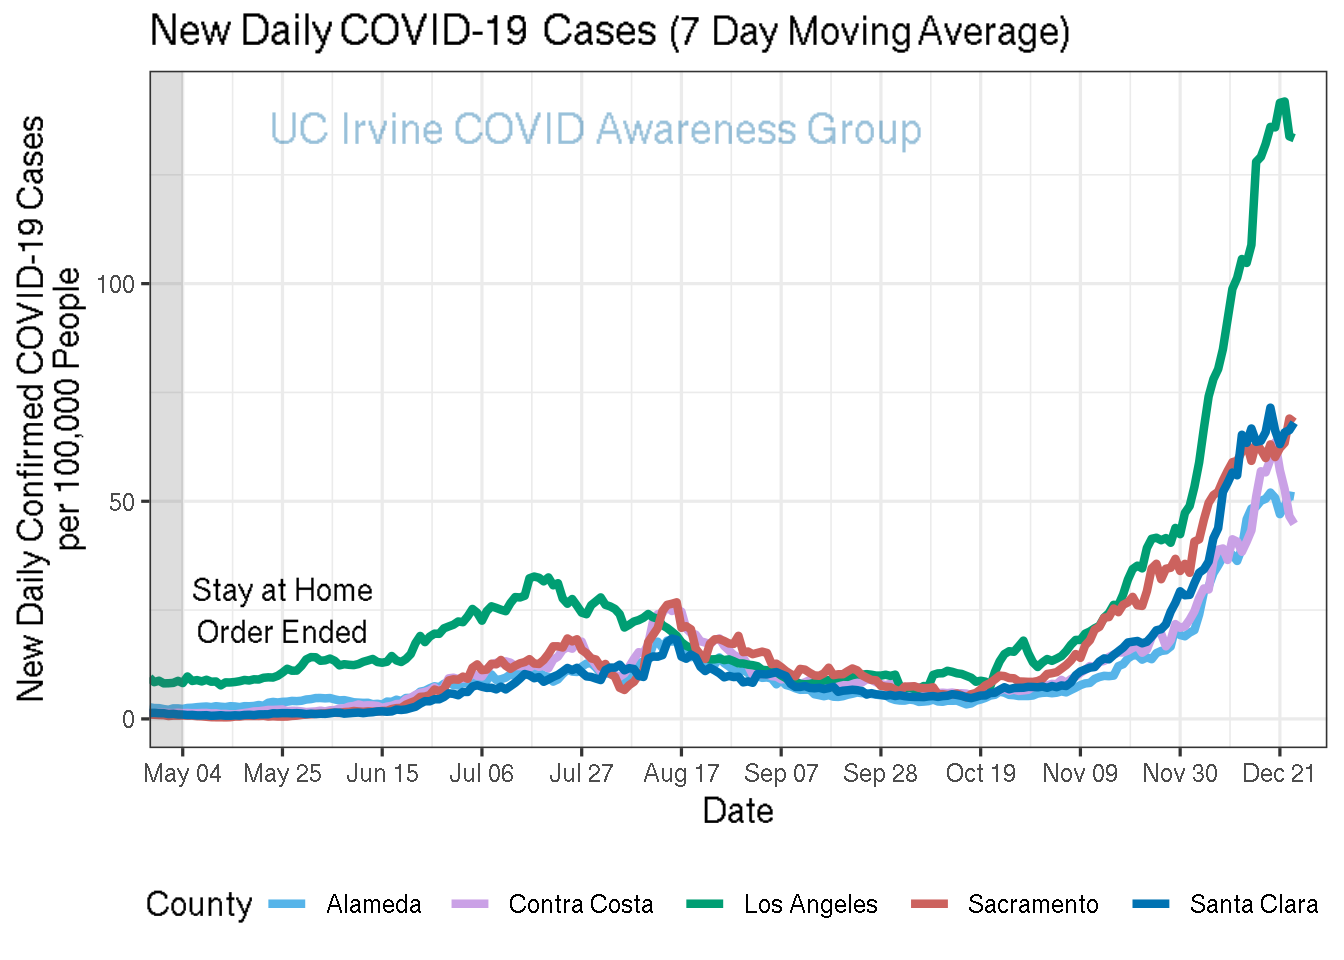 New Daily COVID-19 Cases (7 Day Moving Average)
UC Irvine COVID Awareness Group
New Daily Confirmed COVID-19 Cases
per 100,000 People
100
50
0
Stay at Home
Order Ended
May 04 May 25 Jun 15 Jul 06 Jul 27 Aug 17 Sep 07 Sep 28 Oct 19 Nov 09 Nov 30 Dec 21
Date
County Alameda Contra Costa Los Angeles Sacramento Santa Clara